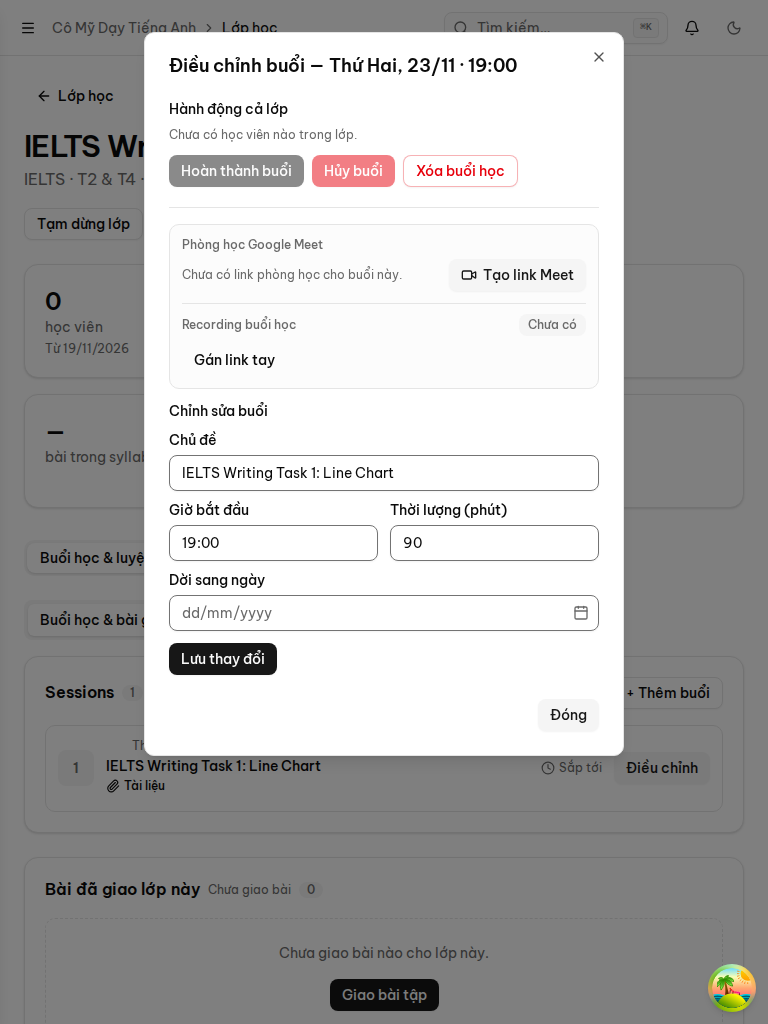 Cô Mỹ Dạy Tiếng Anh > Lớp học
Tìm kiếm...
⌘K
Điều chỉnh buổi — Thứ Hai, 23/11 · 19:00
Hành động cả lớp
Chưa có học viên nào trong lớp.
Hoàn thành buổi
Hủy buổi
Xóa buổi học
Phòng học Google Meet
Chưa có link phòng học cho buổi này.
Tạo link Meet
Recording buổi học
Chưa có
Gán link tay
Chỉnh sửa buổi
Chủ đề
IELTS Writing Task 1: Line Chart
Giờ bắt đầu
Thời lượng (phút)
19:00
90
Dời sang ngày
dd/mm/yyyy
Lưu thay đổi
Đóng
Lớp học
IELTS
IELTS · T2 & T4 ·
Tạm dừng lớp
0
học viên
Từ 19/11/2026
—
bài trong
Buổi học &
Buổi học & bài
Sessions 1
+ Thêm buổi
1
IELTS Writing Task 1: Line Chart
Tài liệu
Sắp tới
Điều chỉnh
Bài đã giao lớp này
Chưa giao bài
0
Chưa giao bài nào cho lớp này.
Giao bài tập